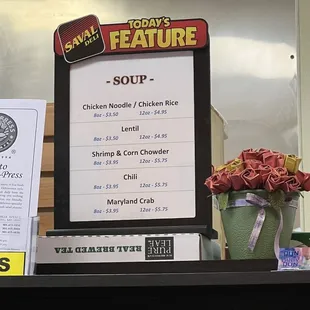 SAVAL
DELI
TODAY'S
FEATURE
- SOUP -
Chicken Noodle / Chicken Rice
8oz - $3.50 12oz - $4.95
Lentil
8oz - $3.50 12oz - $4.95
Shrimp & Corn Chowder
8oz - $3.95 12oz - $5.75
Chili
8oz - $3.95 12oz - $5.75
Maryland Crab
8oz - $3.95 12oz - $5.75
REAL BREWED TEA
PURE
LEAF
to
-Press
S